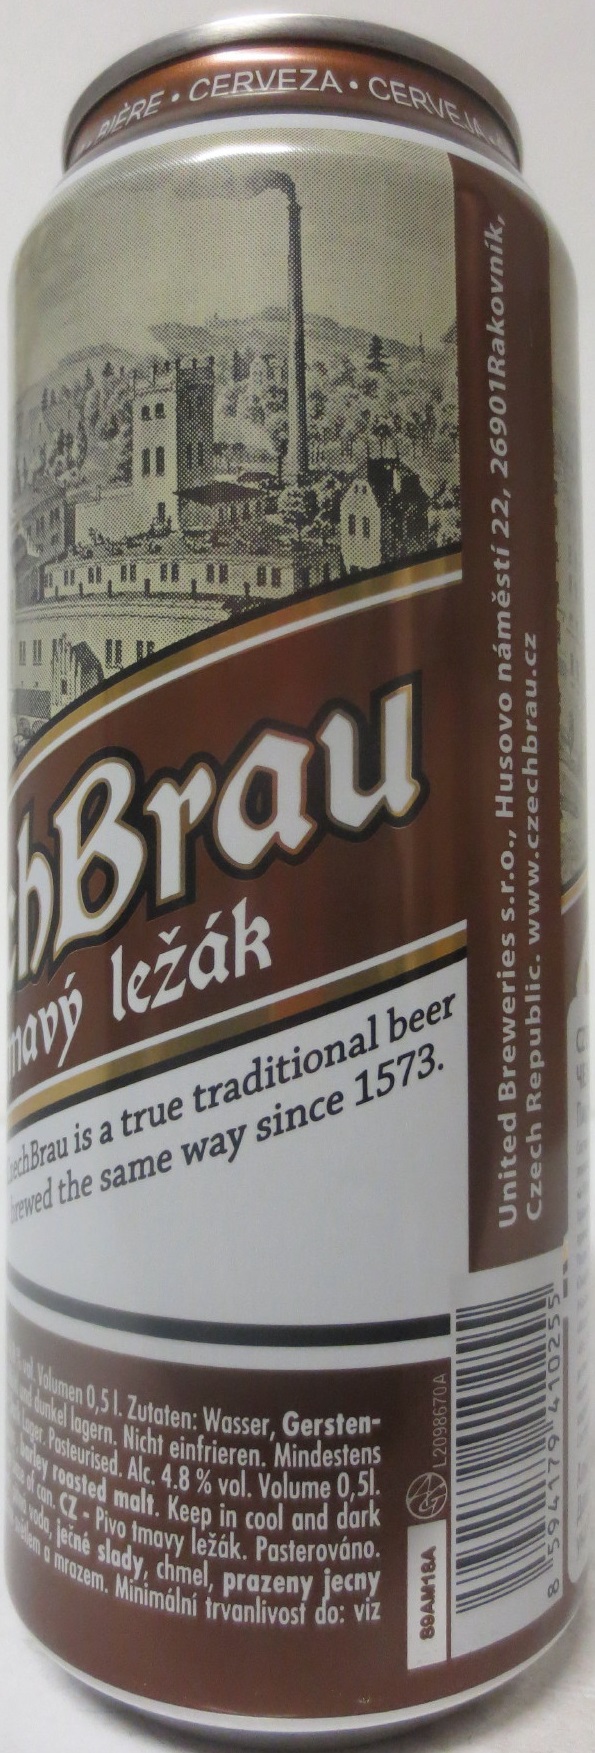 BIÈRE • CERVEZA • CERVEJA
chBrau
ležák
CzechBrau is a true traditional beer
brewed the same way since 1573.
United Breweries s.r.o., Husovo náměstí 22, 26901Rakovník,
Czech Republic. www.czechbrau.cz
vol. Volumen 0,5 l. Zutaten: Wasser, Gersten-
und dunkel lagern. Nicht einfrieren. Mindestens
Lager. Pasteurised. Alc. 4.8 % vol. Volume 0,5l.
barley roasted malt. Keep in cool and dark
of can. CZ - Pivo tmavy ležák. Pasterováno.
voda, ječné slady, chmel, prazeny jecny
a mrazem. Minimální trvanlivost do: viz
L2098670A
89AM18A
8 594179 410255